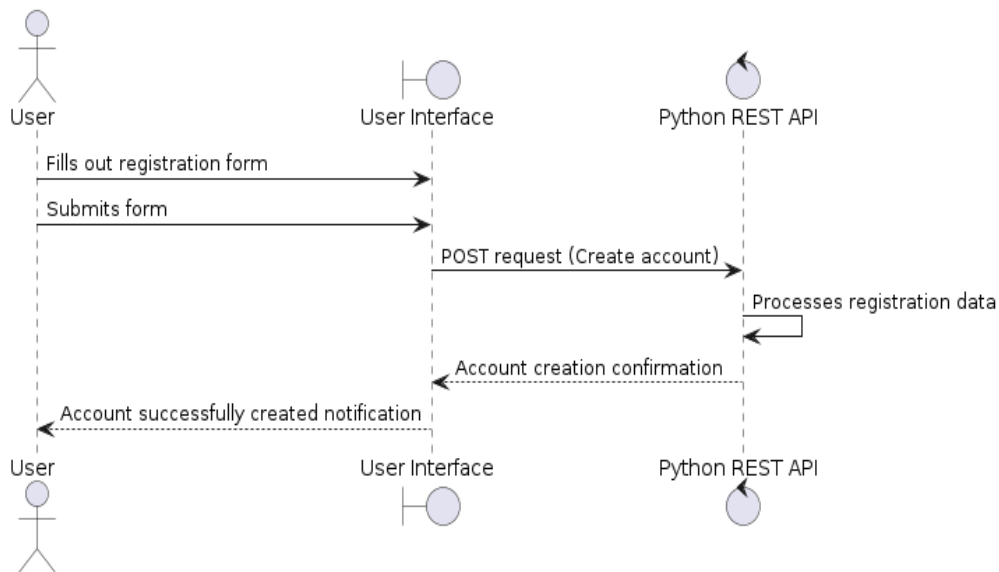 User
User Interface
Python REST API
Fills out registration form
Submits form
POST request (Create account)
Processes registration data
Account creation confirmation
Account successfully created notification
User
User Interface
Python REST API